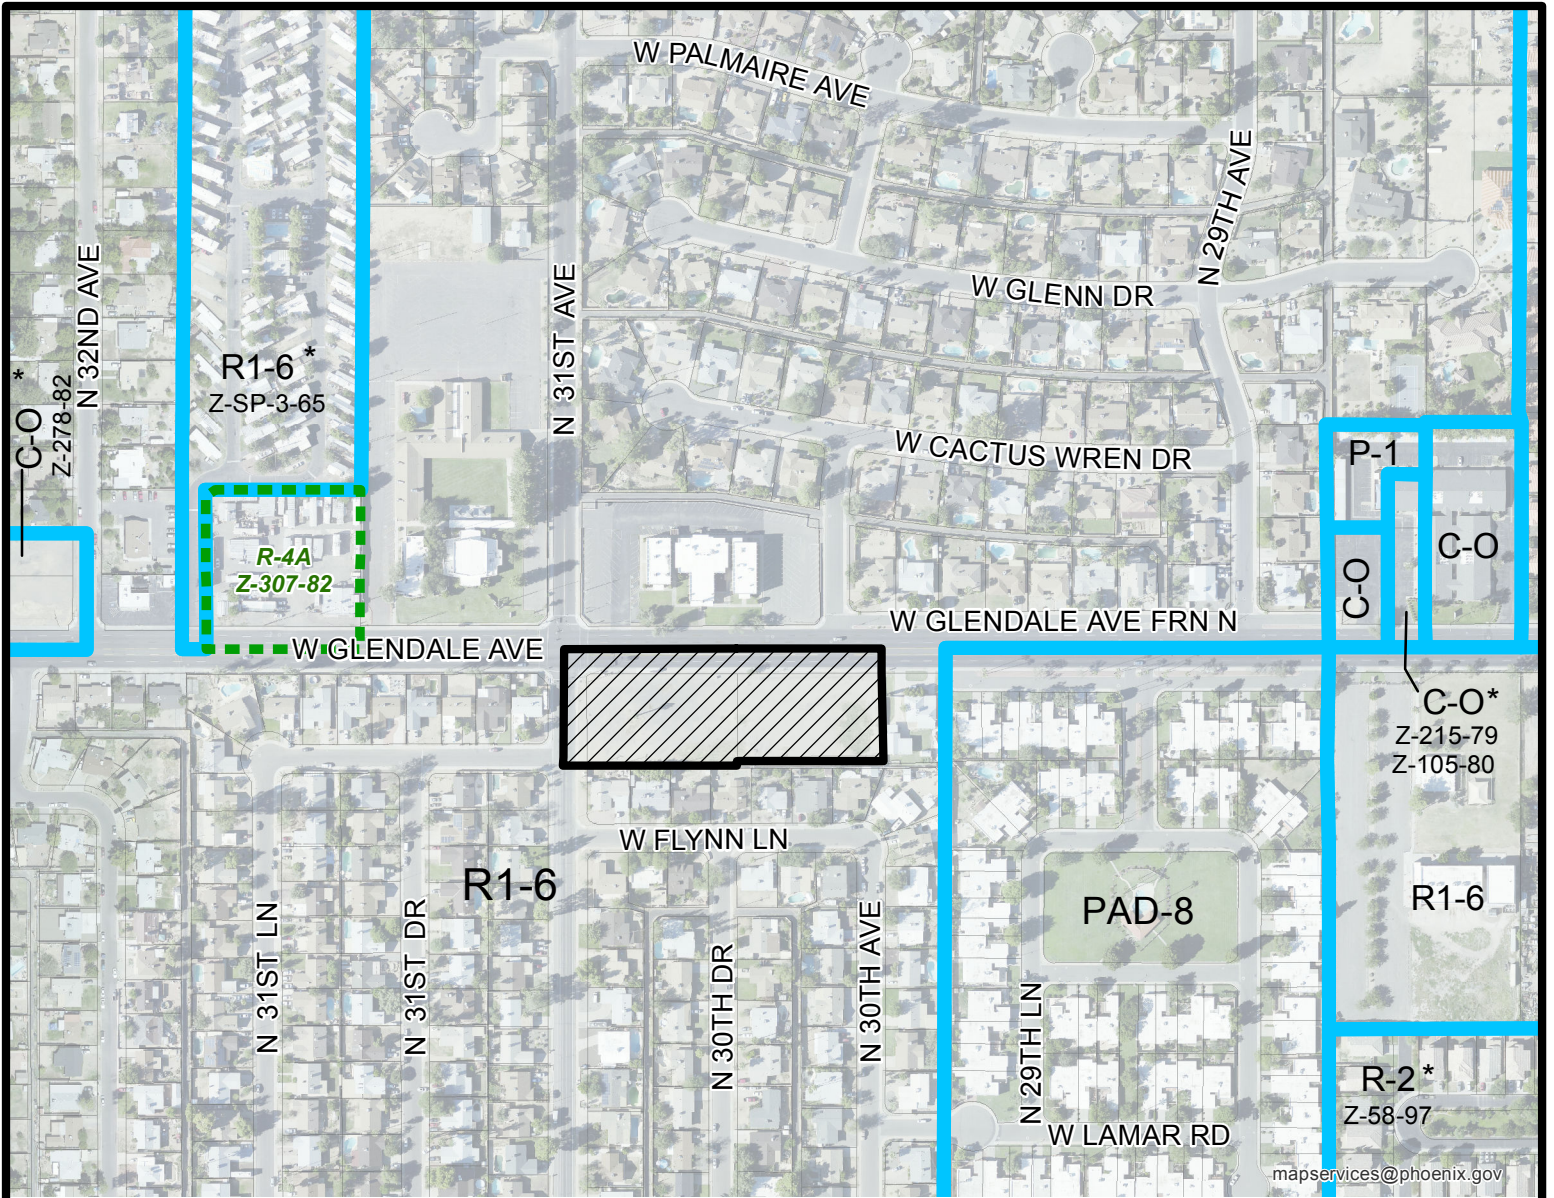 W PALMAIRE AVE
N 29TH AVE
N 32ND AVE
N 31ST AVE
W GLENN DR
R1-6 *
Z-SP-3-65
*
C-O
Z-278-82
W CACTUS WREN DR
P-1
C-O
C-O
R-4A
Z-307-82
W GLENDALE AVE FRN N
W GLENDALE AVE
C-O*
Z-215-79
Z-105-80
W FLYNN LN
R1-6
PAD-8
R1-6
N 31ST LN
N 31ST DR
N 30TH DR
N 30TH AVE
N 29TH LN
R-2 *
Z-58-97
W LAMAR RD
mapservices@phoenix.gov